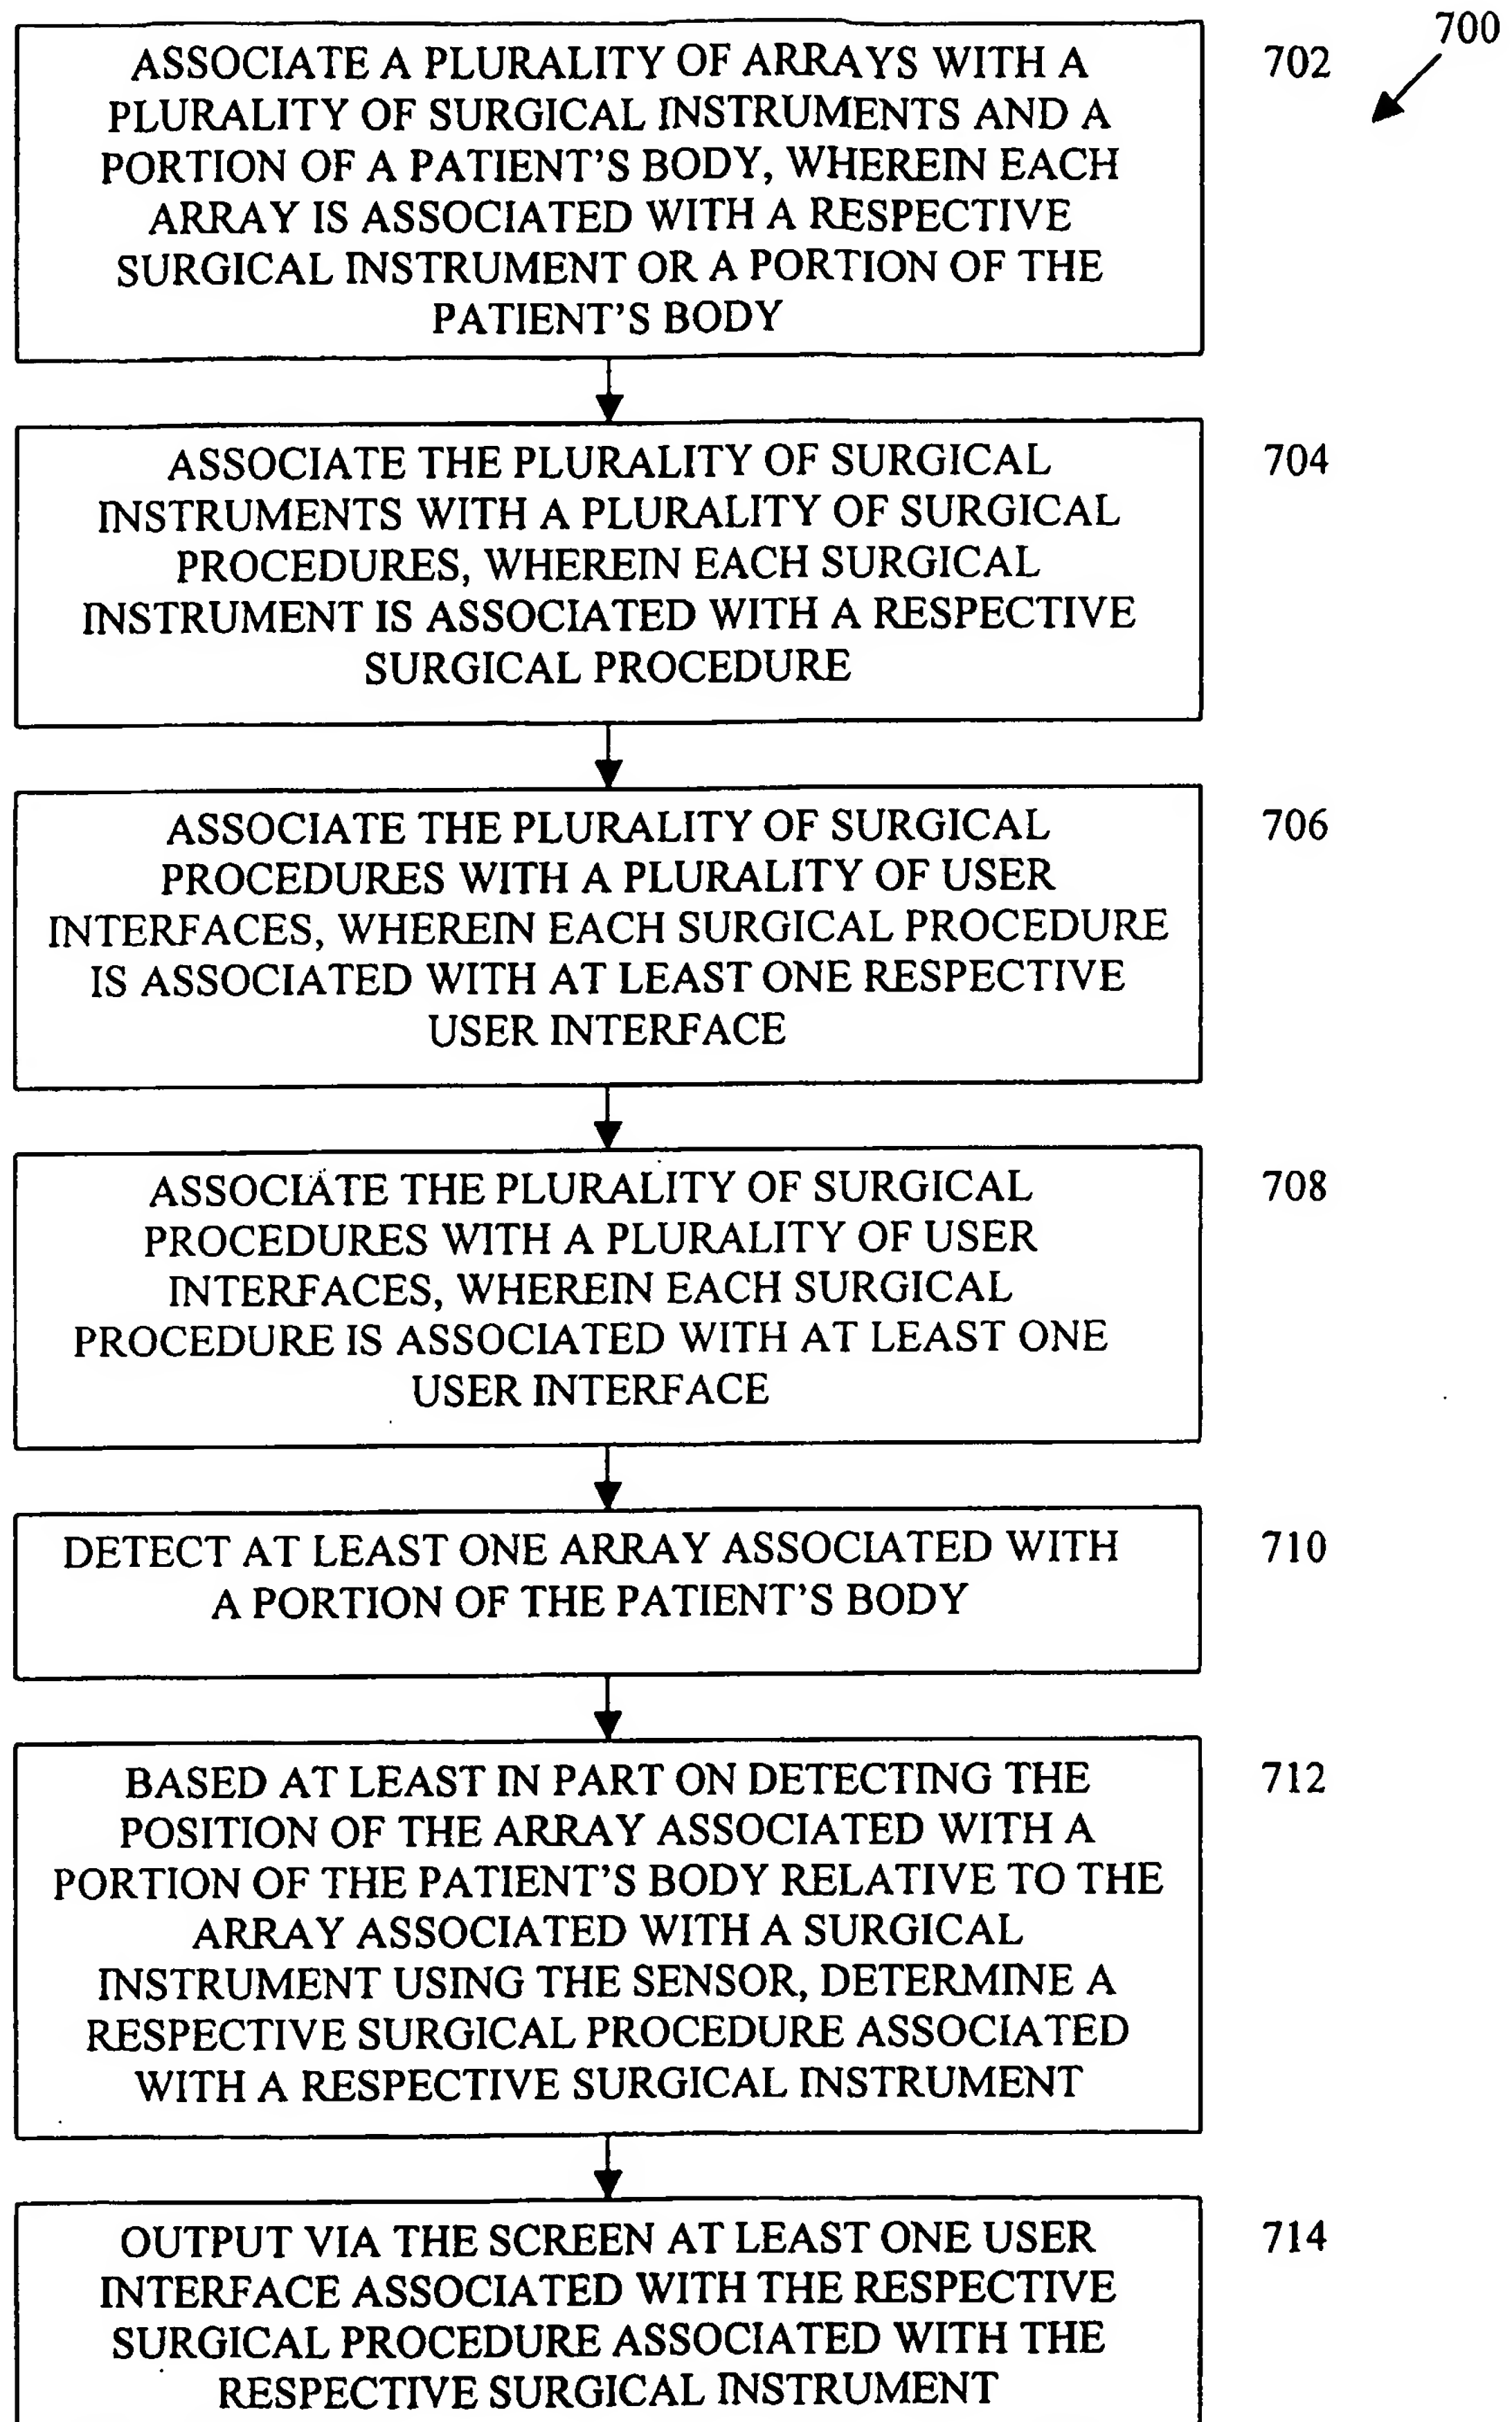 700
ASSOCIATE A PLURALITY OF ARRAYS WITH A
PLURALITY OF SURGICAL INSTRUMENTS AND A
PORTION OF A PATIENT'S BODY, WHEREIN EACH
ARRAY IS ASSOCIATED WITH A RESPECTIVE
SURGICAL INSTRUMENT OR A PORTION OF THE
PATIENT'S BODY
702
ASSOCIATE THE PLURALITY OF SURGICAL
INSTRUMENTS WITH A PLURALITY OF SURGICAL
PROCEDURES, WHEREIN EACH SURGICAL
INSTRUMENT IS ASSOCIATED WITH A RESPECTIVE
SURGICAL PROCEDURE
704
ASSOCIATE THE PLURALITY OF SURGICAL
PROCEDURES WITH A PLURALITY OF USER
INTERFACES, WHEREIN EACH SURGICAL PROCEDURE
IS ASSOCIATED WITH AT LEAST ONE RESPECTIVE
USER INTERFACE
706
ASSOCIATE THE PLURALITY OF SURGICAL
PROCEDURES WITH A PLURALITY OF USER
INTERFACES, WHEREIN EACH SURGICAL
PROCEDURE IS ASSOCIATED WITH AT LEAST ONE
USER INTERFACE
708
DETECT AT LEAST ONE ARRAY ASSOCIATED WITH
A PORTION OF THE PATIENT'S BODY
710
BASED AT LEAST IN PART ON DETECTING THE
POSITION OF THE ARRAY ASSOCIATED WITH A
PORTION OF THE PATIENT'S BODY RELATIVE TO THE
ARRAY ASSOCIATED WITH A SURGICAL
INSTRUMENT USING THE SENSOR, DETERMINE A
RESPECTIVE SURGICAL PROCEDURE ASSOCIATED
WITH A RESPECTIVE SURGICAL INSTRUMENT
712
OUTPUT VIA THE SCREEN AT LEAST ONE USER
INTERFACE ASSOCIATED WITH THE RESPECTIVE
SURGICAL PROCEDURE ASSOCIATED WITH THE
RESPECTIVE SURGICAL INSTRUMENT
714